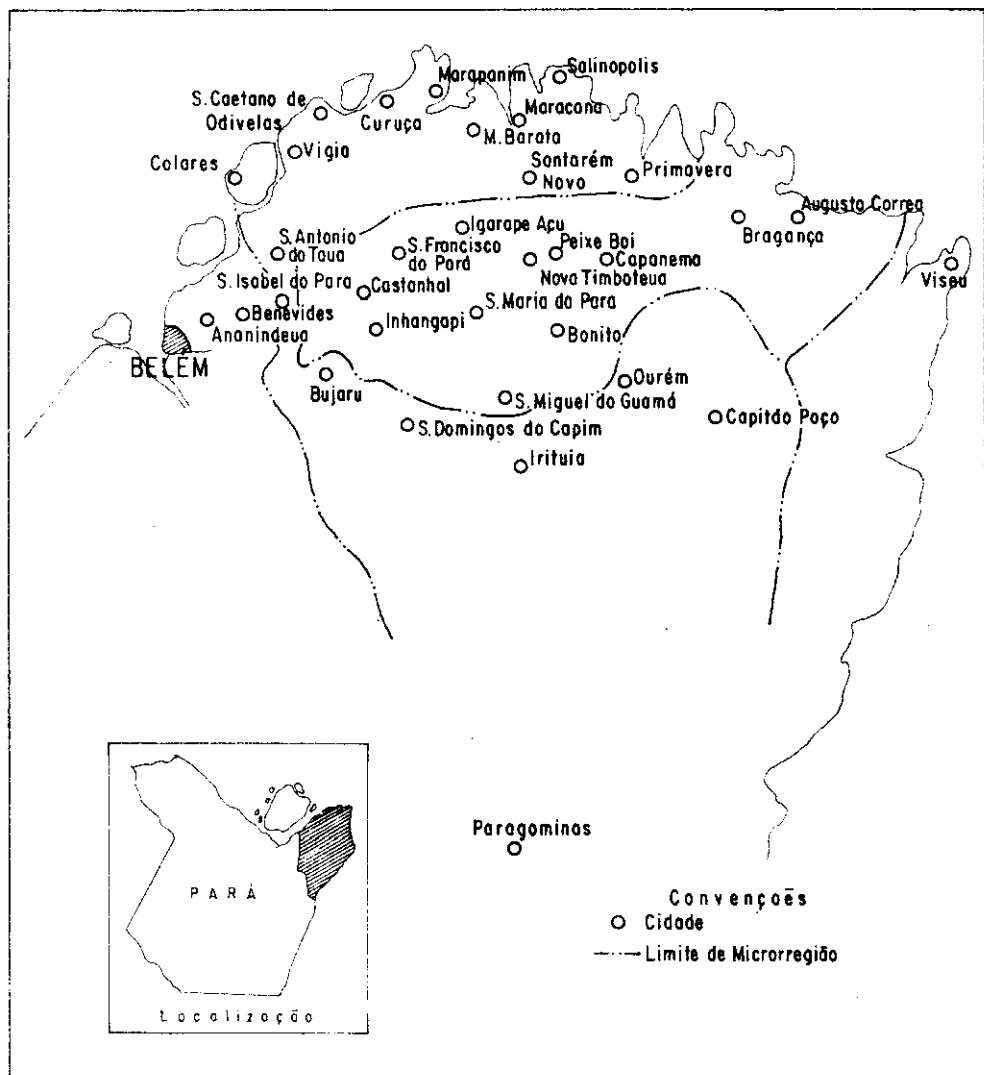 Salinopolis
Marapanim
S. Caetano de
Odivelas
Curuça
Maracana
M. Barata
Vigia
Colares
Santarém
Novo
Primavera
Augusto Correa
Bragança
Igarape Açu
S. Antonio
do Taua
S. Francisco
do Pará
Peixe Boi
Capanema
Nova Timboteua
Viseu
S. Isabel do Para
Castanhal
S. Maria do Para
Benevides
Ananindeua
Inhangapi
Bonito
BELÉM
Bujaru
Ourém
S. Miguel do Guamá
Capitão Poço
S. Domingos do Capim
Irituia
Paragominas
PARÁ
Localização
Convençoēs
Cidade
Limite de Microrregião